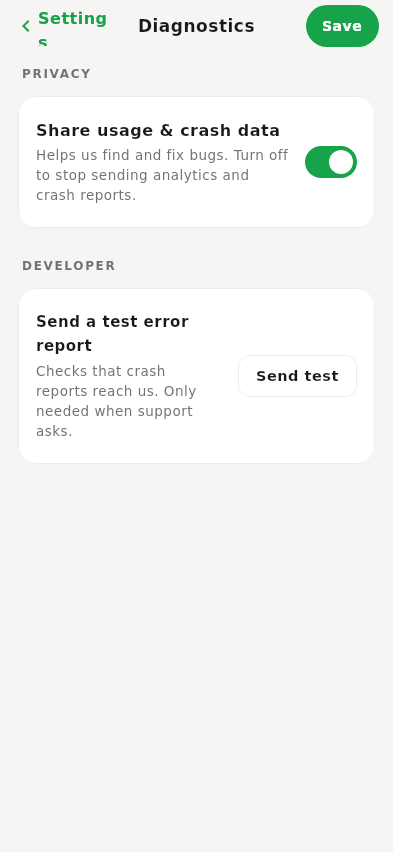 Setting
s
Diagnostics
Save
PRIVACY
Share usage & crash data
Helps us find and fix bugs. Turn off
to stop sending analytics and
crash reports.
DEVELOPER
Send a test error
report
Checks that crash
reports reach us. Only
needed when support
asks.
Send test